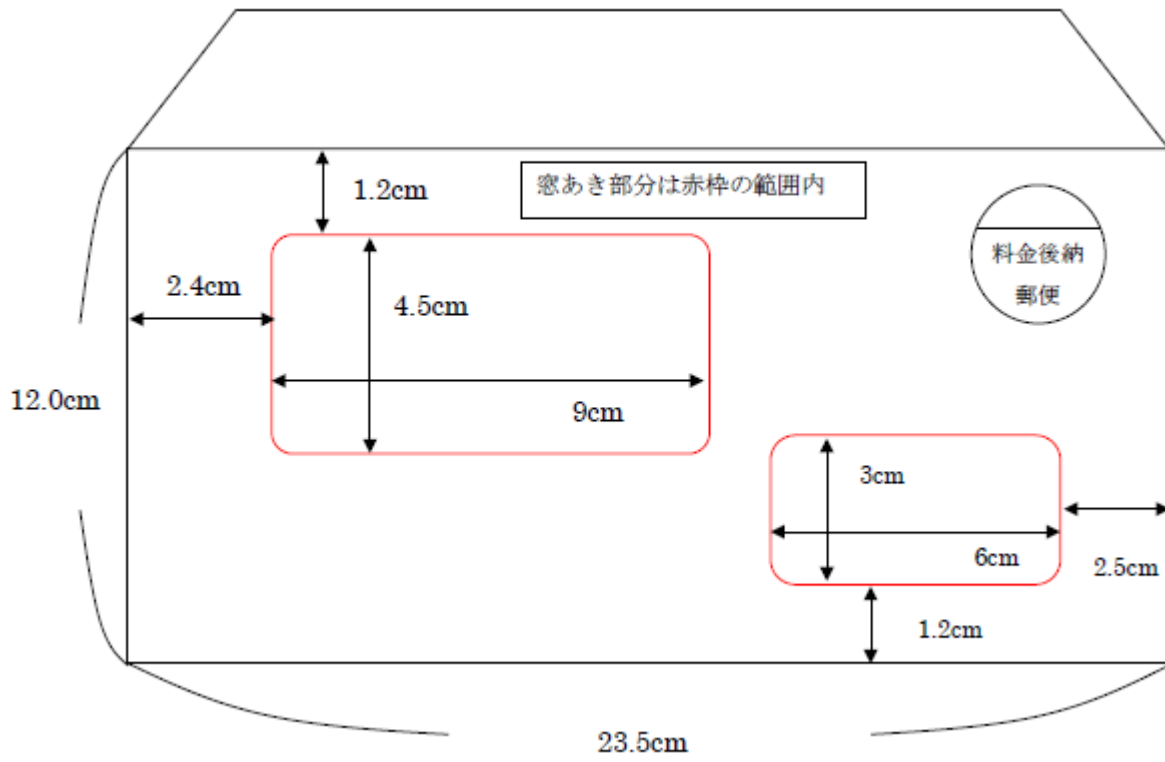 1.2cm
窓あき部分は赤枠の範囲内
料金後納
郵便
2.4cm
4.5cm
12.0cm
9cm
3cm
6cm
2.5cm
1.2cm
23.5cm